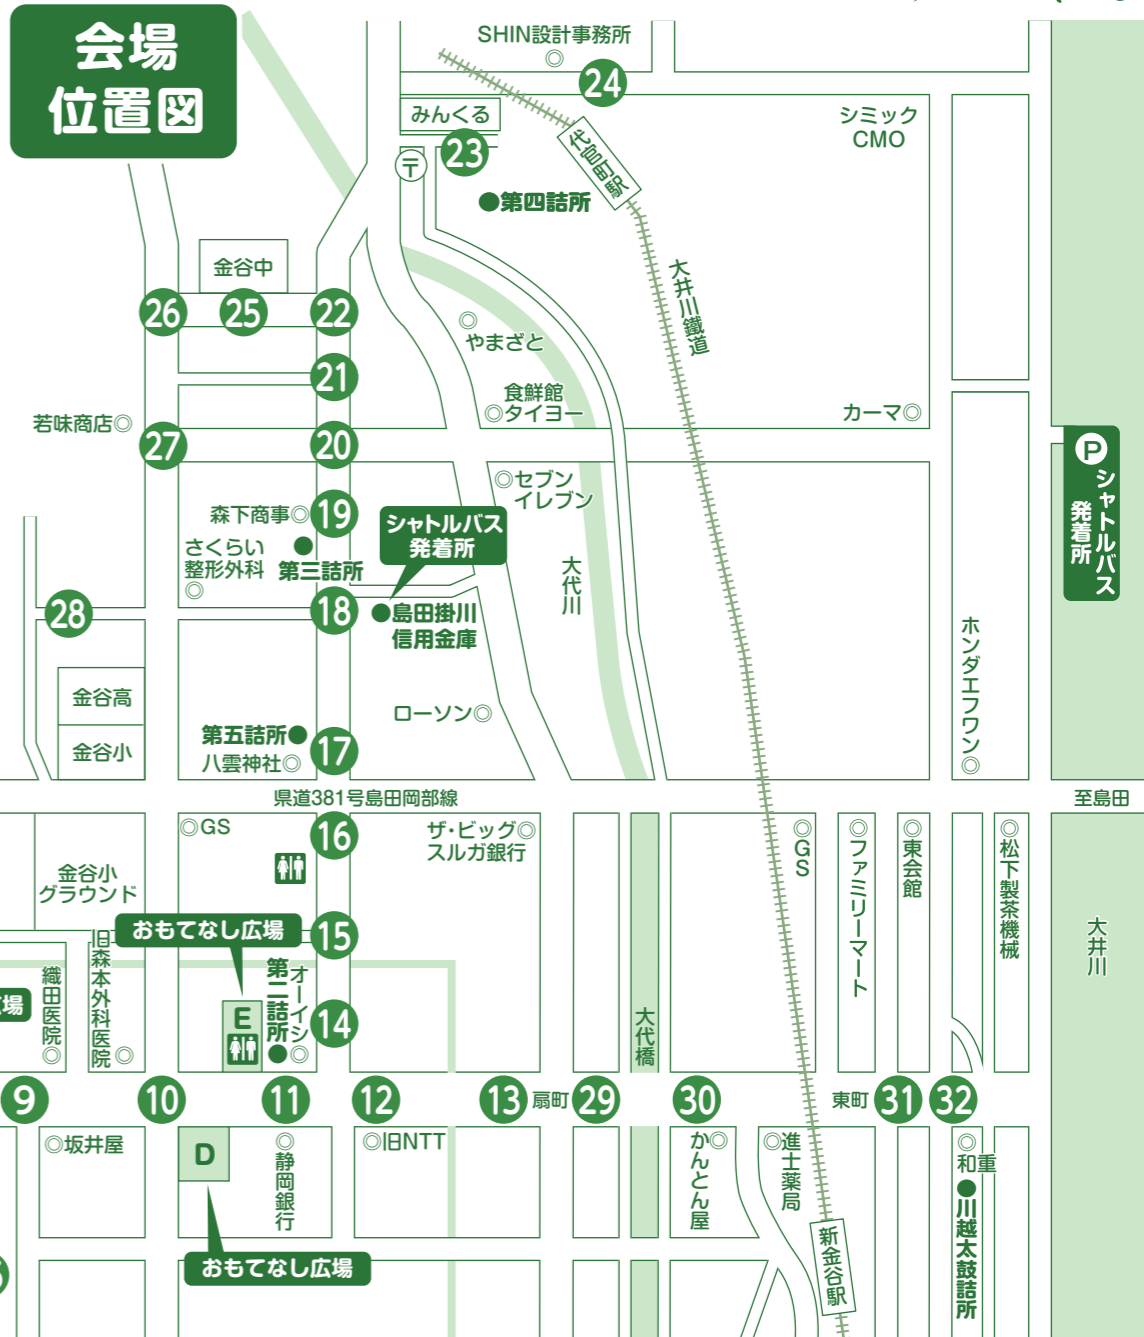 会場
位置図
SHIN設計事務所
24
みんくる
23
〒
代官町駅
シミック
CMO
第四詰所
大井川鐵道
金谷中
26
25
22
やまざと
21
食鮮館
タイヨー
カーマ
若味商店
27
20
P
シャトルバス
発着所
セブン
イレブン
森下商事
19
シャトルバス
発着所
さくらい
整形外科
第三詰所
大代川
28
18
島田掛川
信用金庫
ホンダエフワン
金谷高
金谷小
ローソン
第五詰所
八雲神社
17
県道381号島田岡部線
至島田
GS
16
ザ・ビッグ
スルガ銀行
GS
ファミリーマート
東会館
松下製茶機械
金谷小
グラウンド
おもてなし広場
15
大井川
場
織田医院
旧森本外科医院
E
第二詰所
オーイシ
14
大代橋
9
10
11
12
13
扇町
29
30
東町
31
32
坂井屋
D
静岡銀行
旧NTT
かんとん屋
進士薬局
和重
川越太鼓詰所
おもてなし広場
新金谷駅